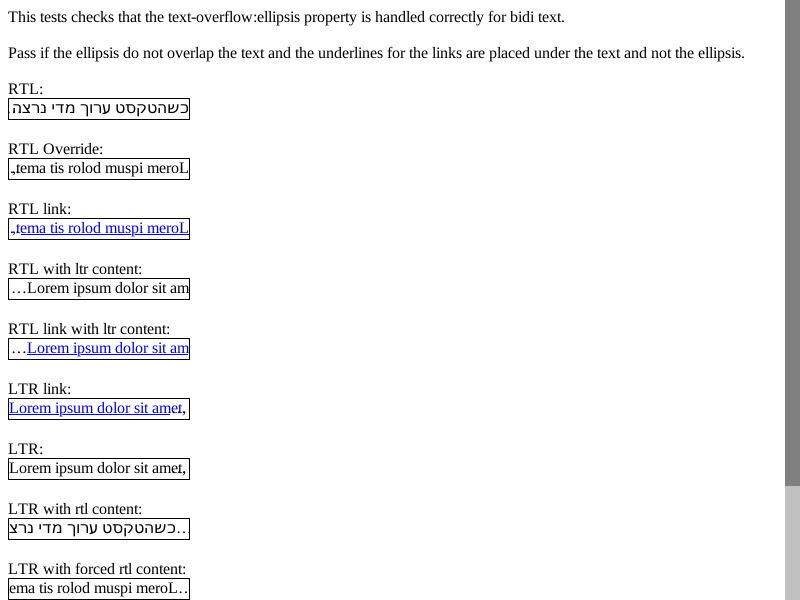 This tests checks that the text-overflow:ellipsis property is handled correctly for bidi text.
Pass if the ellipsis do not overlap the text and the underlines for the links are placed under the text and not the ellipsis.
RTL:
כשהטקסט ערוך מדי נרצה
RTL Override:
,tema tis rolod muspi meroL
RTL link:
,tema tis rolod muspi meroL
RTL with ltr content:
…Lorem ipsum dolor sit am
RTL link with ltr content:
…Lorem ipsum dolor sit am
LTR link:
Lorem ipsum dolor sit amet,
LTR:
Lorem ipsum dolor sit amet,
LTR with rtl content:
כשהטקסט ערוך מדי נרצ…
LTR with forced rtl content:
ema tis rolod muspi meroL…